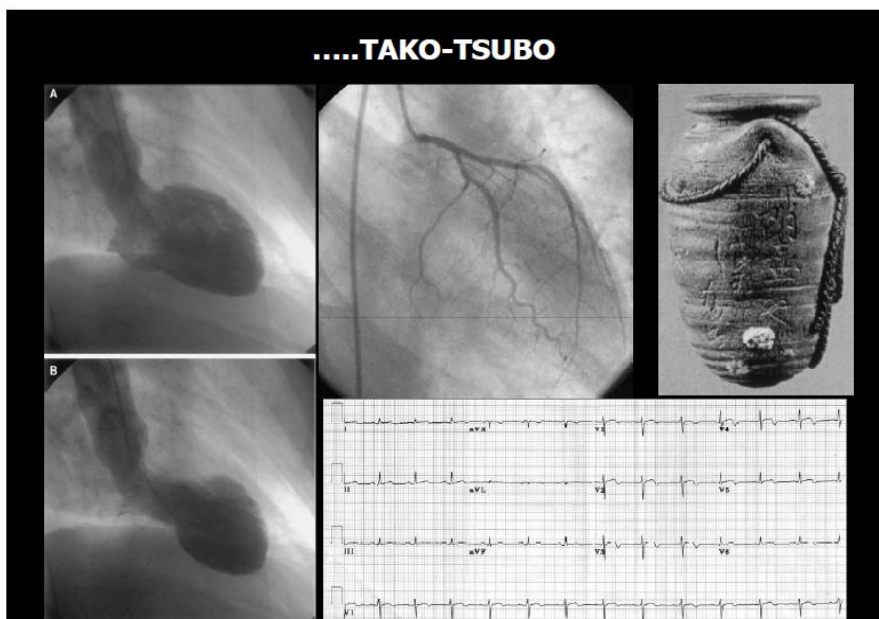 .....TAKO-TSUBO
A
B
I aVR V1 V4
II aVL V2 V5
III aVF V3 V6
V1